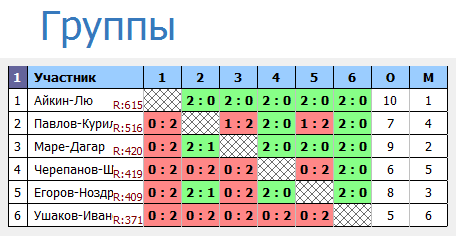 Группы
1 Участник 1 2 3 4 5 6 О М
1 Айкин-Лю R:615 2 : 0 2 : 0 2 : 0 2 : 0 2 : 0 10 1
2 Павлов-Курил R:516 0 : 2 1 : 2 2 : 0 1 : 2 2 : 0 7 4
3 Маре-Дагар R:420 0 : 2 2 : 1 2 : 0 2 : 0 2 : 0 9 2
4 Черепанов-Ш R:419 0 : 2 0 : 2 0 : 2 0 : 2 2 : 0 6 5
5 Егоров-Ноздр R:409 0 : 2 2 : 1 0 : 2 2 : 0 2 : 0 8 3
6 Ушаков-Иван R:371 0 : 2 0 : 2 0 : 2 0 : 2 0 : 2 5 6